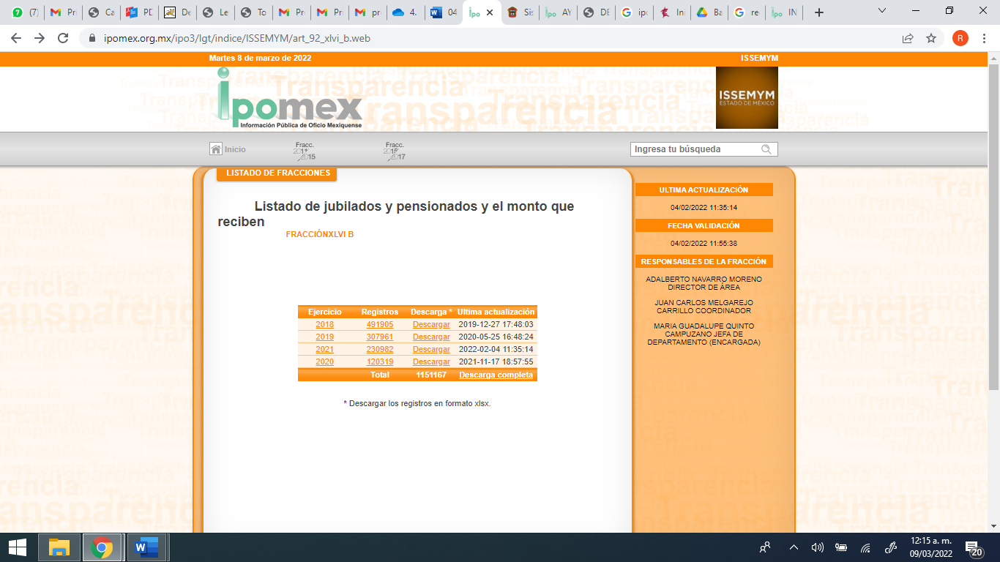 (7)
Pri
Ca
PD
De
Le
To
Pri
Pri
pro
4.
04
Sis
AY
DE
ipo
Ini
Ba
re
IN
ipomex.org.mx/ipo3/lgt/indice/ISSEMYM/art_92_xlvi_b.web
R
Martes 8 de marzo de 2022
ISSEMYM
ipomex
Información Pública de Oficio Mexiquense
ISSEMYM
ESTADO DE MÉXICO
Transparencia
Inicio
Fracc.
2015
Fracc.
2017
Ingresa tu búsqueda
LISTADO DE FRACCIONES
Listado de jubilados y pensionados y el monto que
reciben
FRACCIÓNXLVI B
Ejercicio Registros Descarga * Ultima actualización
2018 491905 Descargar 2019-12-27 17:48:03
2019 307961 Descargar 2020-05-25 16:48:24
2021 230982 Descargar 2022-02-04 11:35:14
2020 120319 Descargar 2021-11-17 18:57:55
Total 1151167 Descarga completa
* Descargar los registros en formato xlsx.
ULTIMA ACTUALIZACIÓN
04/02/2022 11:35:14
FECHA VALIDACIÓN
04/02/2022 11:55:38
RESPONSABLES DE LA FRACCIÓN
ADALBERTO NAVARRO MORENO
DIRECTOR DE ÁREA
JUAN CARLOS MELGAREJO
CARRILLO COORDINADOR
MARIA GUADALUPE QUINTO
CAMPUZANO JEFA DE
DEPARTAMENTO (ENCARGADA)
12:15 a. m.
09/03/2022
20